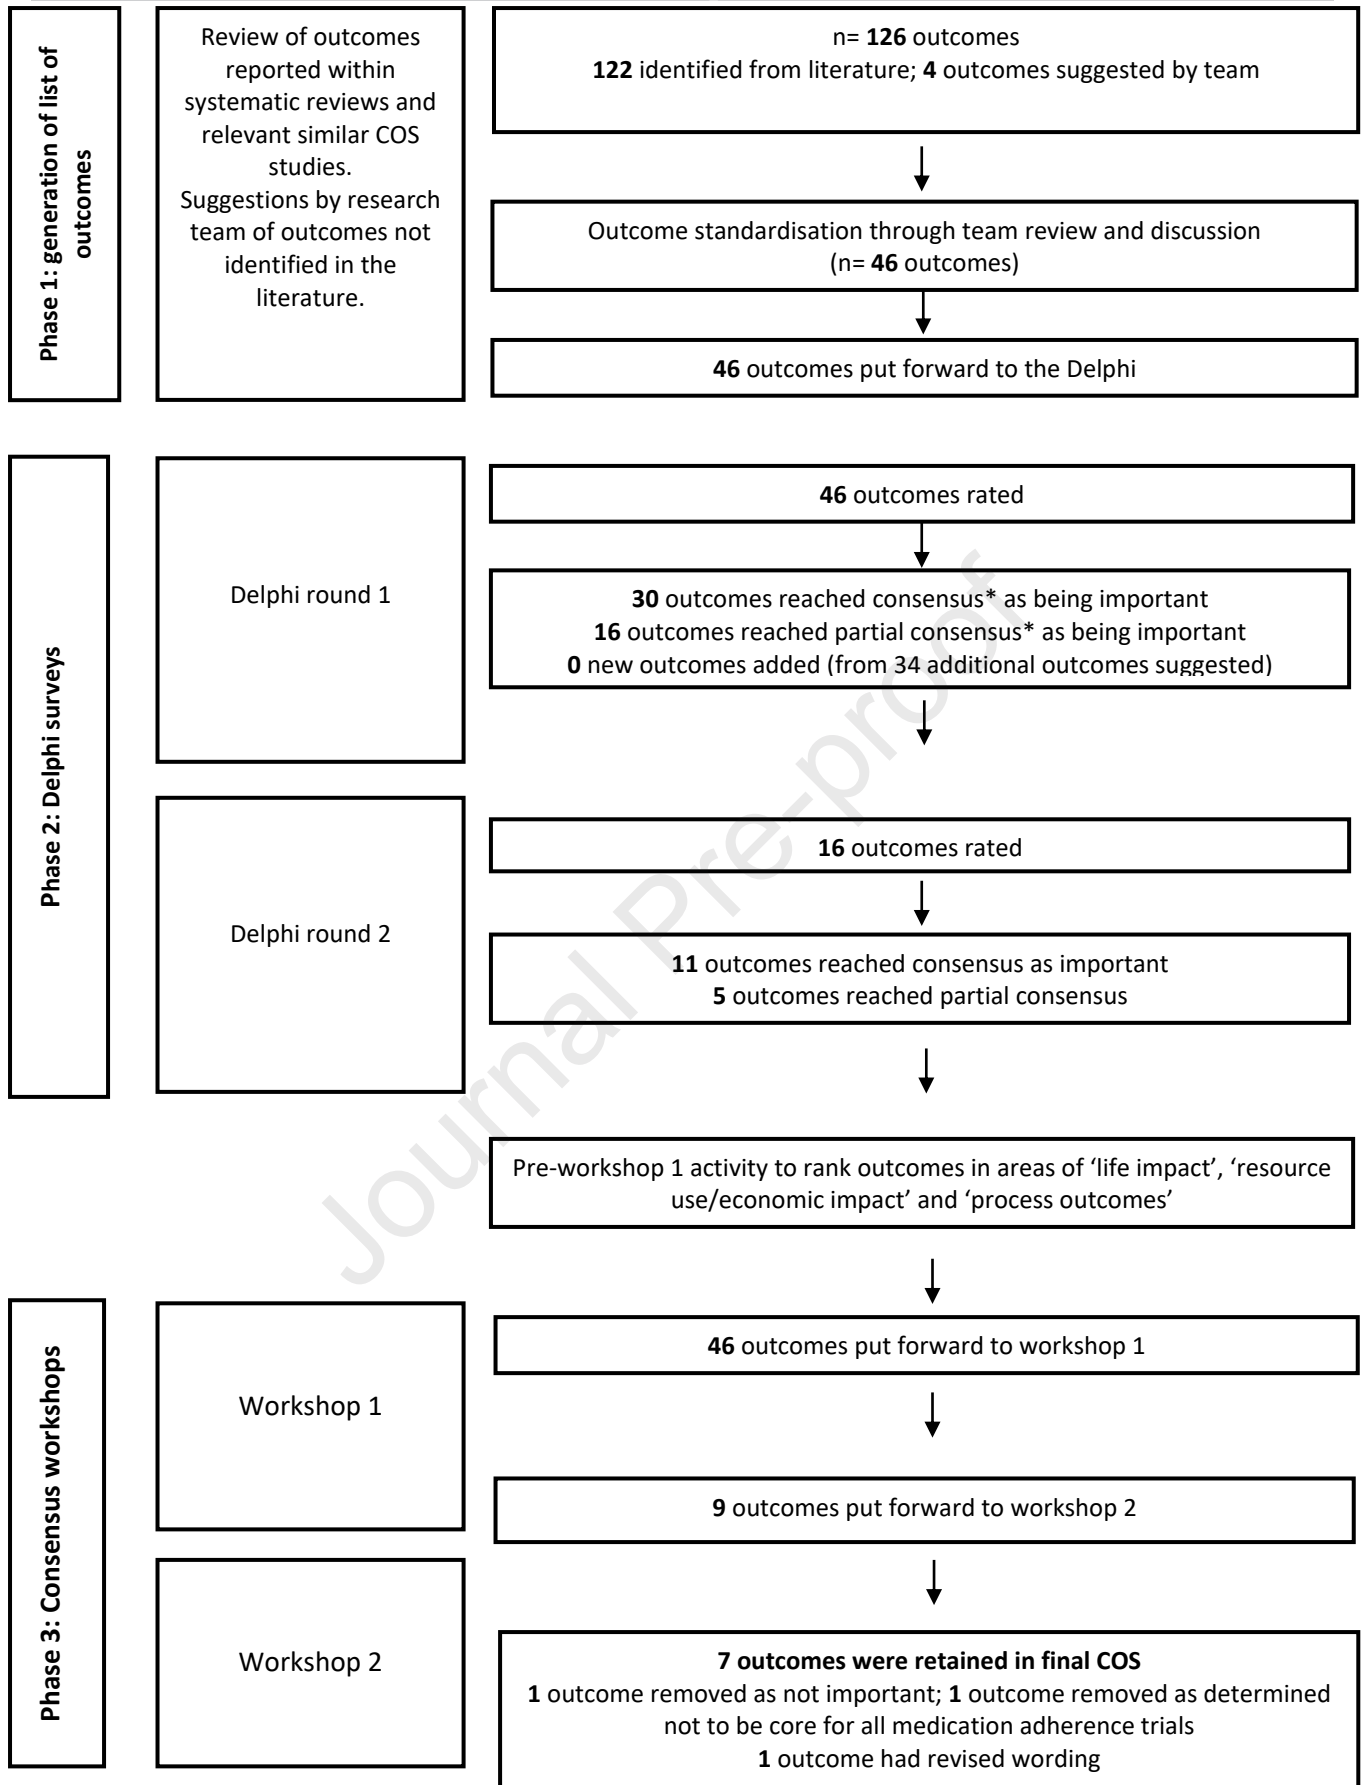 Phase 1: generation of list of
outcomes
Review of outcomes
reported within
systematic reviews and
relevant similar COS
studies.
Suggestions by research
team of outcomes not
identified in the
literature.
n= 126 outcomes
122 identified from literature; 4 outcomes suggested by team
Outcome standardisation through team review and discussion
(n= 46 outcomes)
46 outcomes put forward to the Delphi
Phase 2: Delphi surveys
Delphi round 1
46 outcomes rated
30 outcomes reached consensus* as being important
16 outcomes reached partial consensus* as being important
0 new outcomes added (from 34 additional outcomes suggested)
Delphi round 2
16 outcomes rated
11 outcomes reached consensus as important
5 outcomes reached partial consensus
Pre-workshop 1 activity to rank outcomes in areas of ‘life impact’, ‘resource
use/economic impact’ and ‘process outcomes’
Phase 3: Consensus workshops
Workshop 1
46 outcomes put forward to workshop 1
9 outcomes put forward to workshop 2
Workshop 2
7 outcomes were retained in final COS
1 outcome removed as not important; 1 outcome removed as determined
not to be core for all medication adherence trials
1 outcome had revised wording
Journal Pre-proof